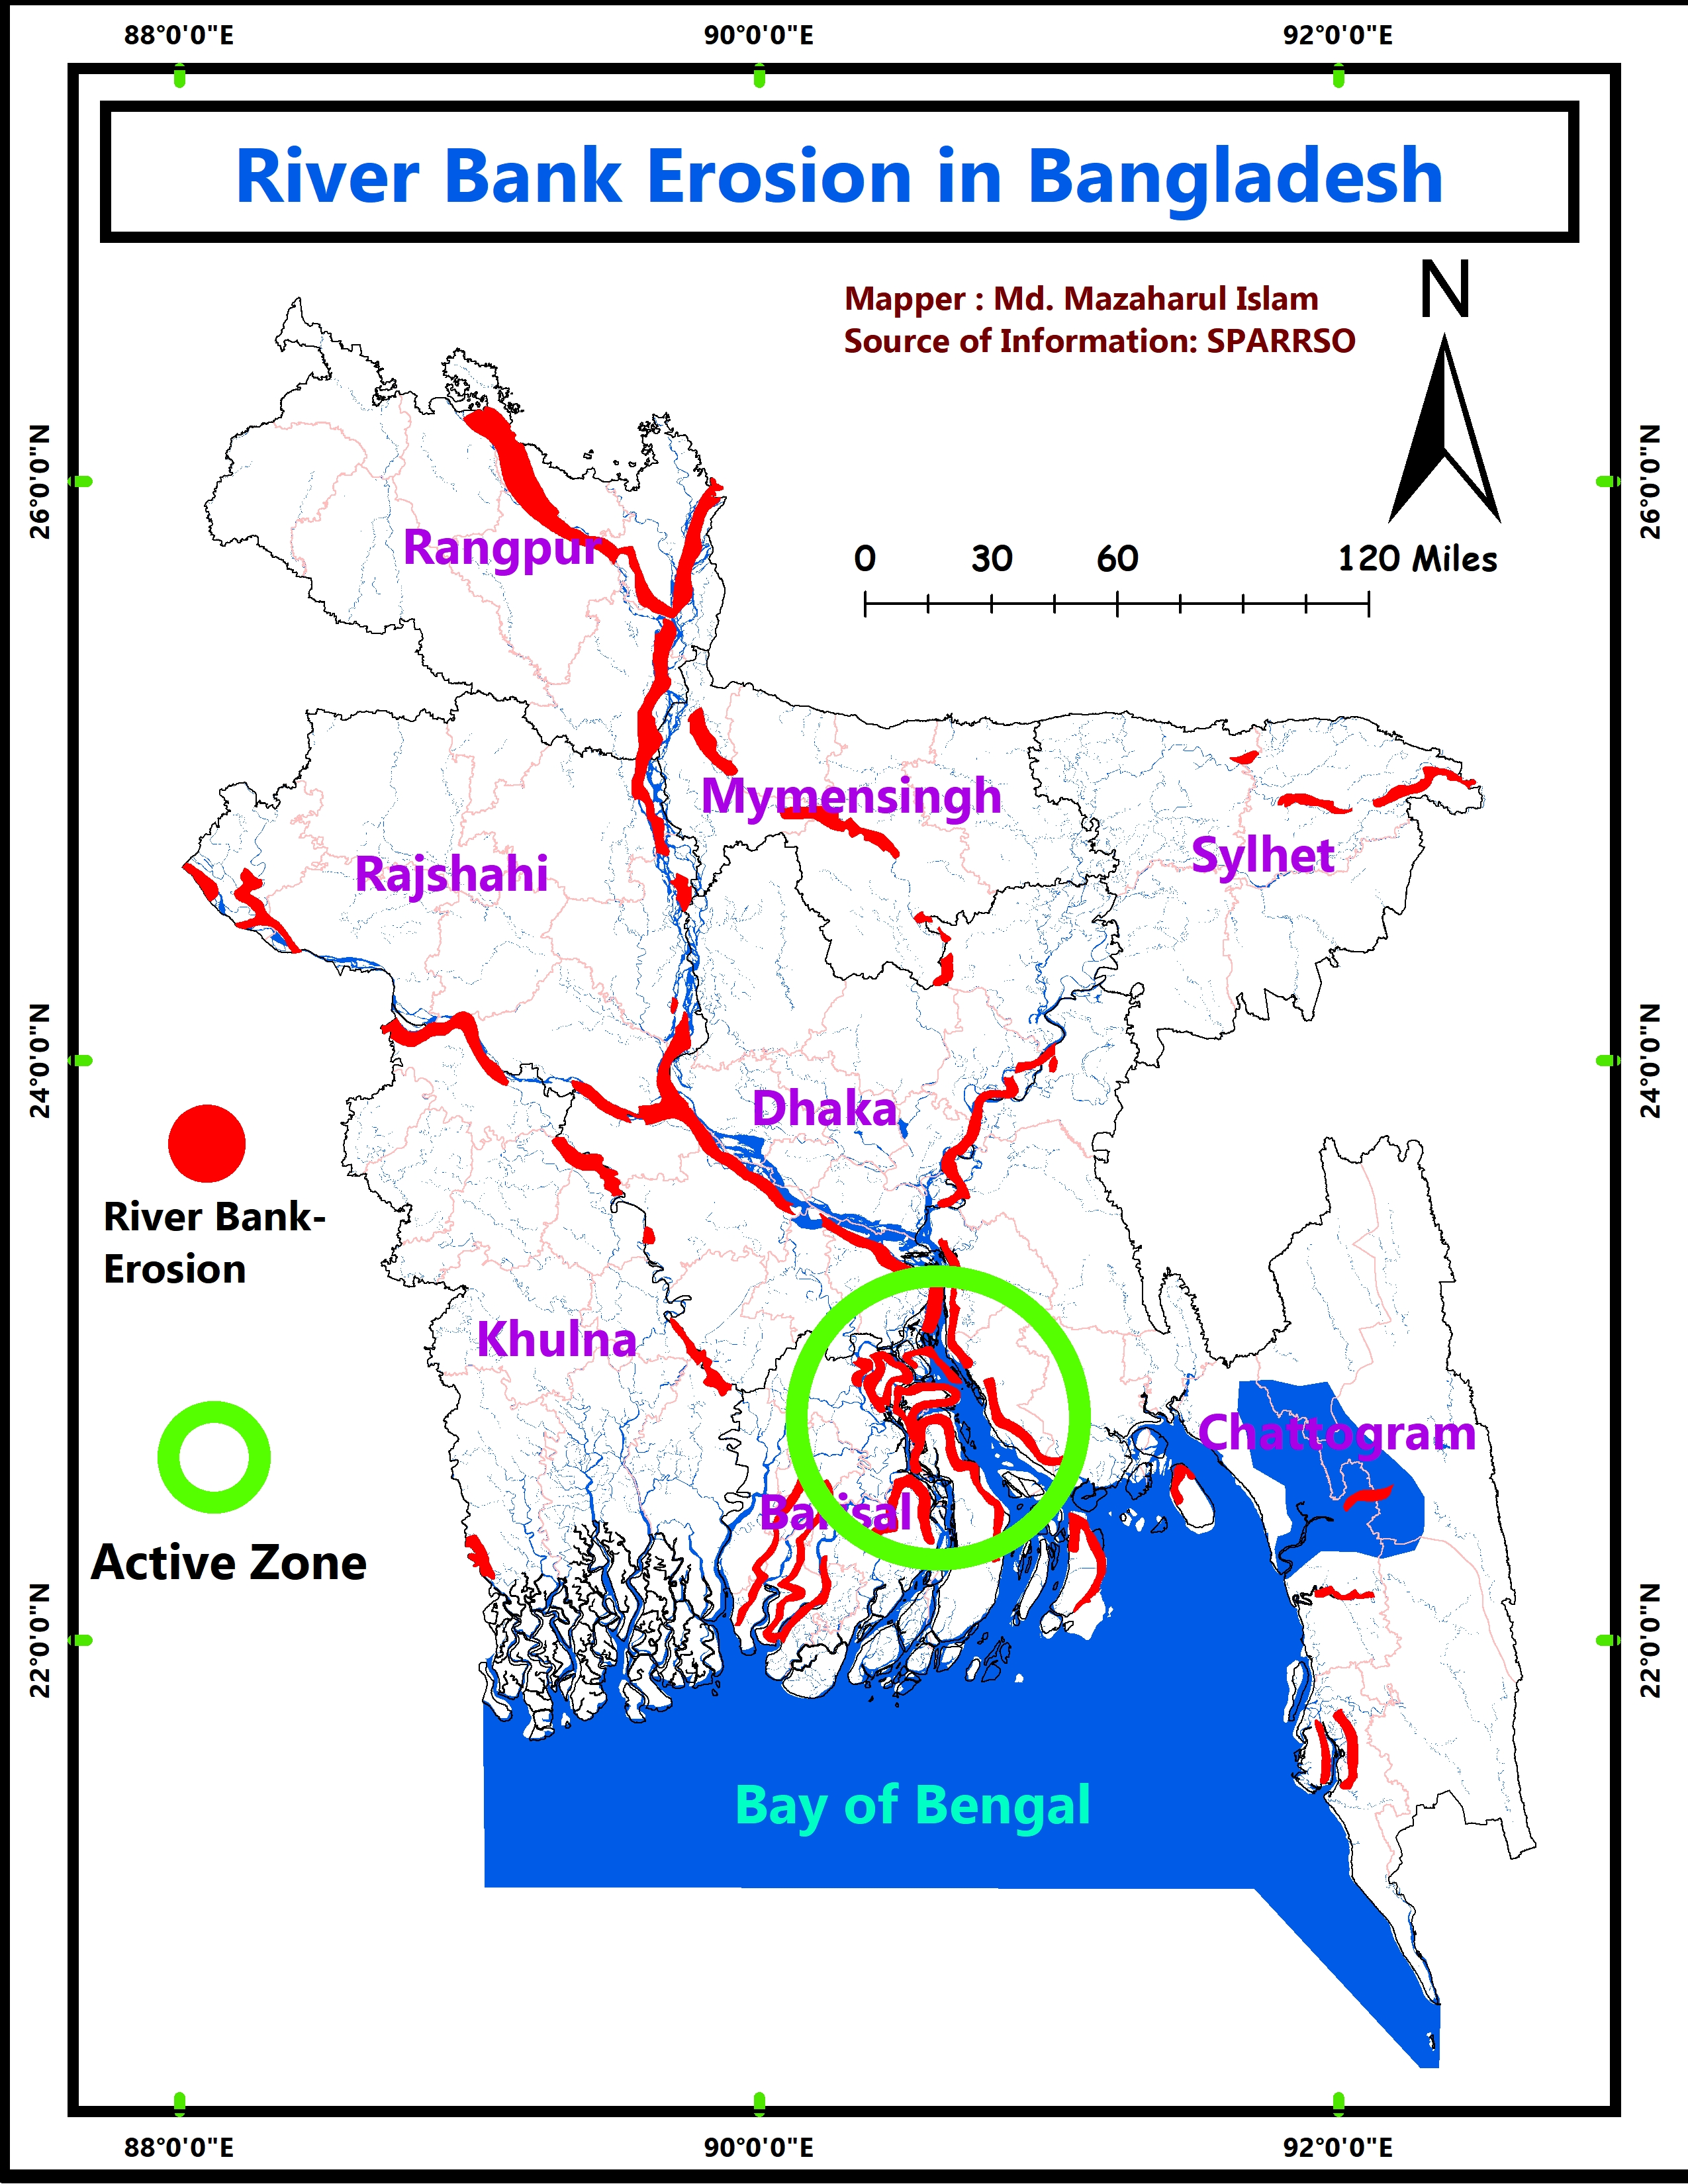 88°0'0"E 90°0'0"E 92°0'0"E
River Bank Erosion in Bangladesh
Mapper : Md. Mazaharul Islam
Source of Information: SPARRSO
N
26°0'0"N 26°0'0"N
Rangpur
0 30 60 120 Miles
Mymensingh
Sylhet
Rajshahi
24°0'0"N 24°0'0"N
Dhaka
River Bank-
Erosion
Khulna
Chattogram
Barisal
Active Zone
22°0'0"N 22°0'0"N
Bay of Bengal
88°0'0"E 90°0'0"E 92°0'0"E